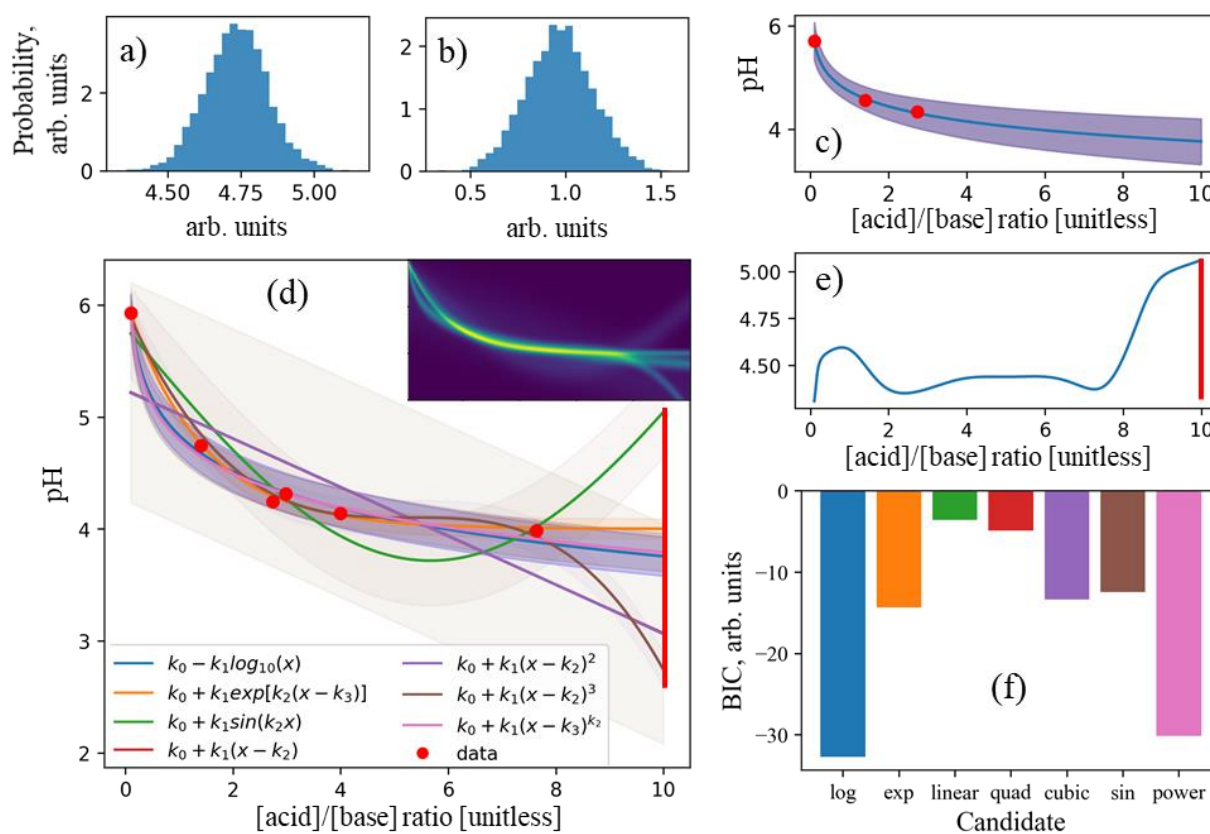 Probability,
arb. units
a)
2
0
4.50 4.75 5.00
arb. units
b)
2
1
0
0.5 1.0 1.5
arb. units
pH
6
4
c)
0 2 4 6 8 10
[acid]/[base] ratio [unitless]
(d)
pH
6
5
4
3
2
k₀ − k₁log₁₀(x)
k₀ + k₁exp[k₂(x − k₃)]
k₀ + k₁sin(k₂x)
k₀ + k₁(x − k₂)
k₀ + k₁(x − k₂)²
k₀ + k₁(x − k₂)³
k₀ + k₁(x − k₃)^k₂
data
0 2 4 6 8 10
[acid]/[base] ratio [unitless]
e)
5.00
4.75
4.50
0 2 4 6 8 10
[acid]/[base] ratio [unitless]
BIC, arb. units
0
−10
−20
−30
(f)
log exp linear quad cubic sin power
Candidate